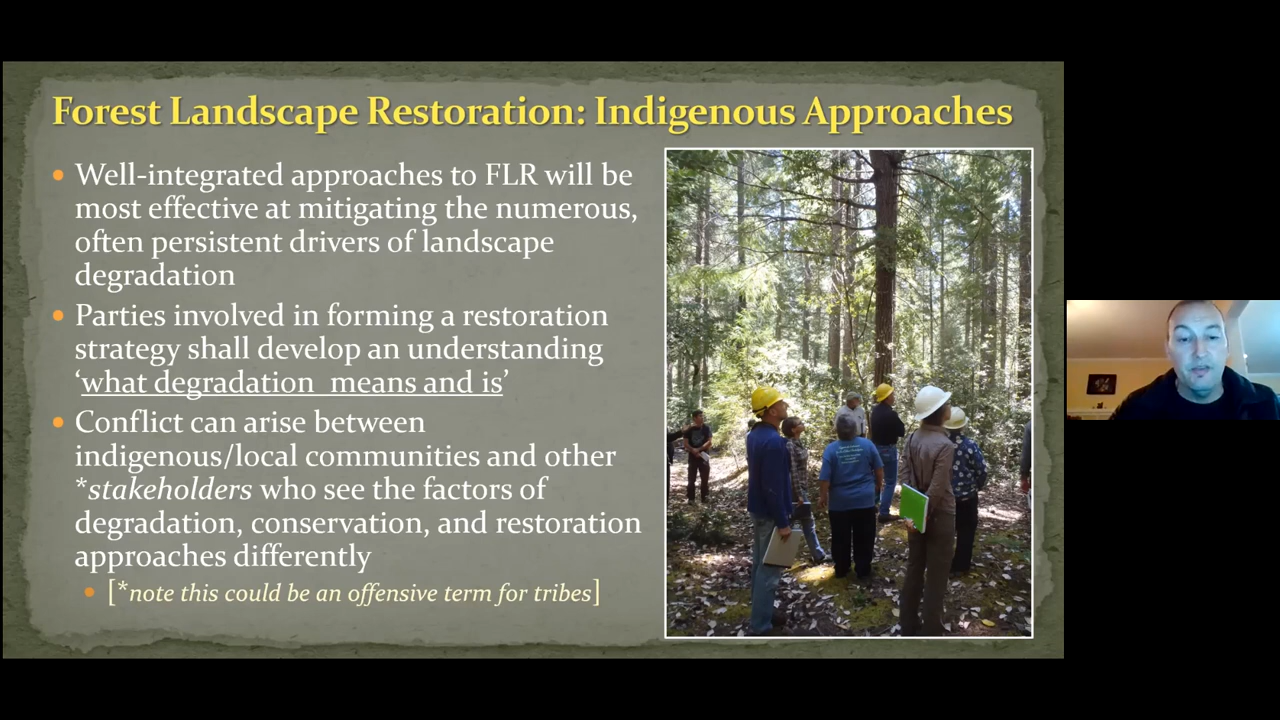 Forest Landscape Restoration: Indigenous Approaches
Well-integrated approaches to FLR will be
most effective at mitigating the numerous,
often persistent drivers of landscape
degradation
Parties involved in forming a restoration
strategy shall develop an understanding
‘what degradation  means and is’
Conflict can arise between
indigenous/local communities and other
*stakeholders who see the factors of
degradation, conservation, and restoration
approaches differently
[*note this could be an offensive term for tribes]